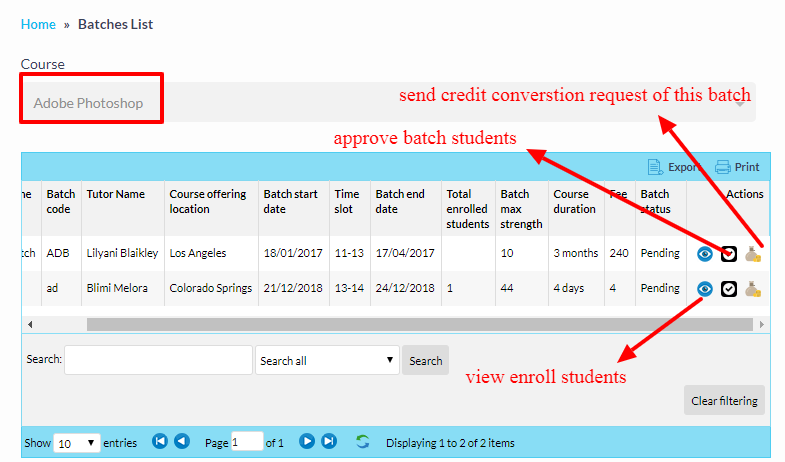 Home » Batches List
Course
Adobe Photoshop
send credit converstion request of this batch
approve batch students
Export Print
ne Batch code Tutor Name Course offering location Batch start date Time slot Batch end date Total enrolled students Batch max strength Course duration Fee Batch status Actions
tch ADB Lilyani Blaikley Los Angeles 18/01/2017 11-13 17/04/2017 10 3 months 240 Pending
ad Blimi Melora Colorado Springs 21/12/2018 13-14 24/12/2018 1 44 4 days 4 Pending
view enroll students
Search: Search all Search
Clear filtering
Show 10 entries Page 1 of 1 Displaying 1 to 2 of 2 items